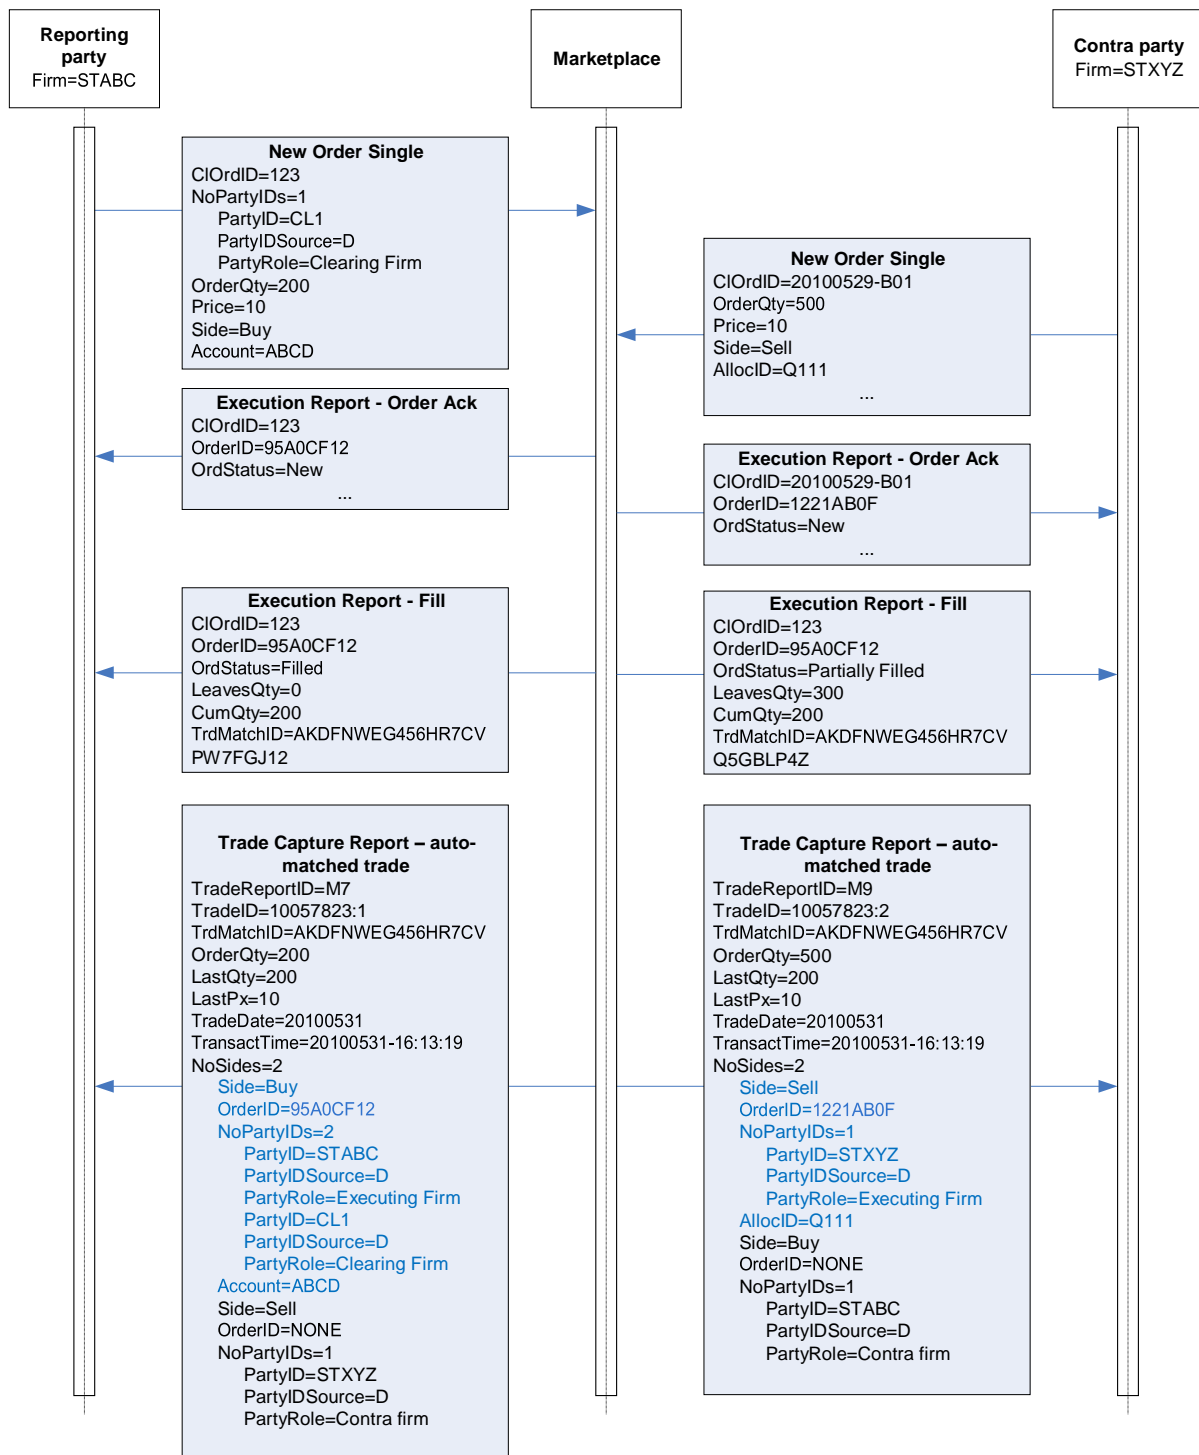 Reporting
party
Firm=STABC
Marketplace
Contra party
Firm=STXYZ
New Order Single
ClOrdID=123
NoPartyIDs=1
PartyID=CL1
PartyIDSource=D
PartyRole=Clearing Firm
OrderQty=200
Price=10
Side=Buy
Account=ABCD
New Order Single
ClOrdID=20100529-B01
OrderQty=500
Price=10
Side=Sell
AllocID=Q111
...
Execution Report - Order Ack
ClOrdID=123
OrderID=95A0CF12
OrdStatus=New
...
Execution Report - Order Ack
ClOrdID=20100529-B01
OrderID=1221AB0F
OrdStatus=New
...
Execution Report - Fill
ClOrdID=123
OrderID=95A0CF12
OrdStatus=Filled
LeavesQty=0
CumQty=200
TrdMatchID=AKDFNWEG456HR7CV
PW7FGJ12
Execution Report - Fill
ClOrdID=123
OrderID=95A0CF12
OrdStatus=Partially Filled
LeavesQty=300
CumQty=200
TrdMatchID=AKDFNWEG456HR7CV
Q5GBLP4Z
Trade Capture Report – auto-
matched trade
TradeReportID=M7
TradeID=10057823:1
TrdMatchID=AKDFNWEG456HR7CV
OrderQty=200
LastQty=200
LastPx=10
TradeDate=20100531
TransactTime=20100531-16:13:19
NoSides=2
Side=Buy
OrderID=95A0CF12
NoPartyIDs=2
PartyID=STABC
PartyIDSource=D
PartyRole=Executing Firm
PartyID=CL1
PartyIDSource=D
PartyRole=Clearing Firm
Account=ABCD
Side=Sell
OrderID=NONE
NoPartyIDs=1
PartyID=STXYZ
PartyIDSource=D
PartyRole=Contra firm
Trade Capture Report – auto-
matched trade
TradeReportID=M9
TradeID=10057823:2
TrdMatchID=AKDFNWEG456HR7CV
OrderQty=500
LastQty=200
LastPx=10
TradeDate=20100531
TransactTime=20100531-16:13:19
NoSides=2
Side=Sell
OrderID=1221AB0F
NoPartyIDs=1
PartyID=STXYZ
PartyIDSource=D
PartyRole=Executing Firm
AllocID=Q111
Side=Buy
OrderID=NONE
NoPartyIDs=1
PartyID=STABC
PartyIDSource=D
PartyRole=Contra firm